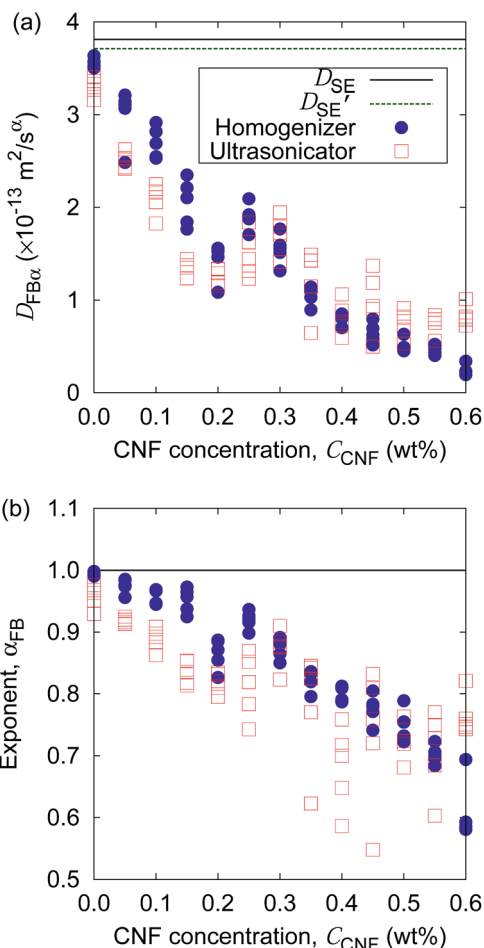 (a)
4
3
2
1
0
D_FBα (×10⁻¹³ m²/s^α)
D_SE
D_SE′
Homogenizer
Ultrasonicator
0.0 0.1 0.2 0.3 0.4 0.5 0.6
CNF concentration, C_CNF (wt%)
(b)
1.1
1.0
0.9
0.8
0.7
0.6
0.5
Exponent, α_FB
0.0 0.1 0.2 0.3 0.4 0.5 0.6
CNF concentration, C_CNF (wt%)